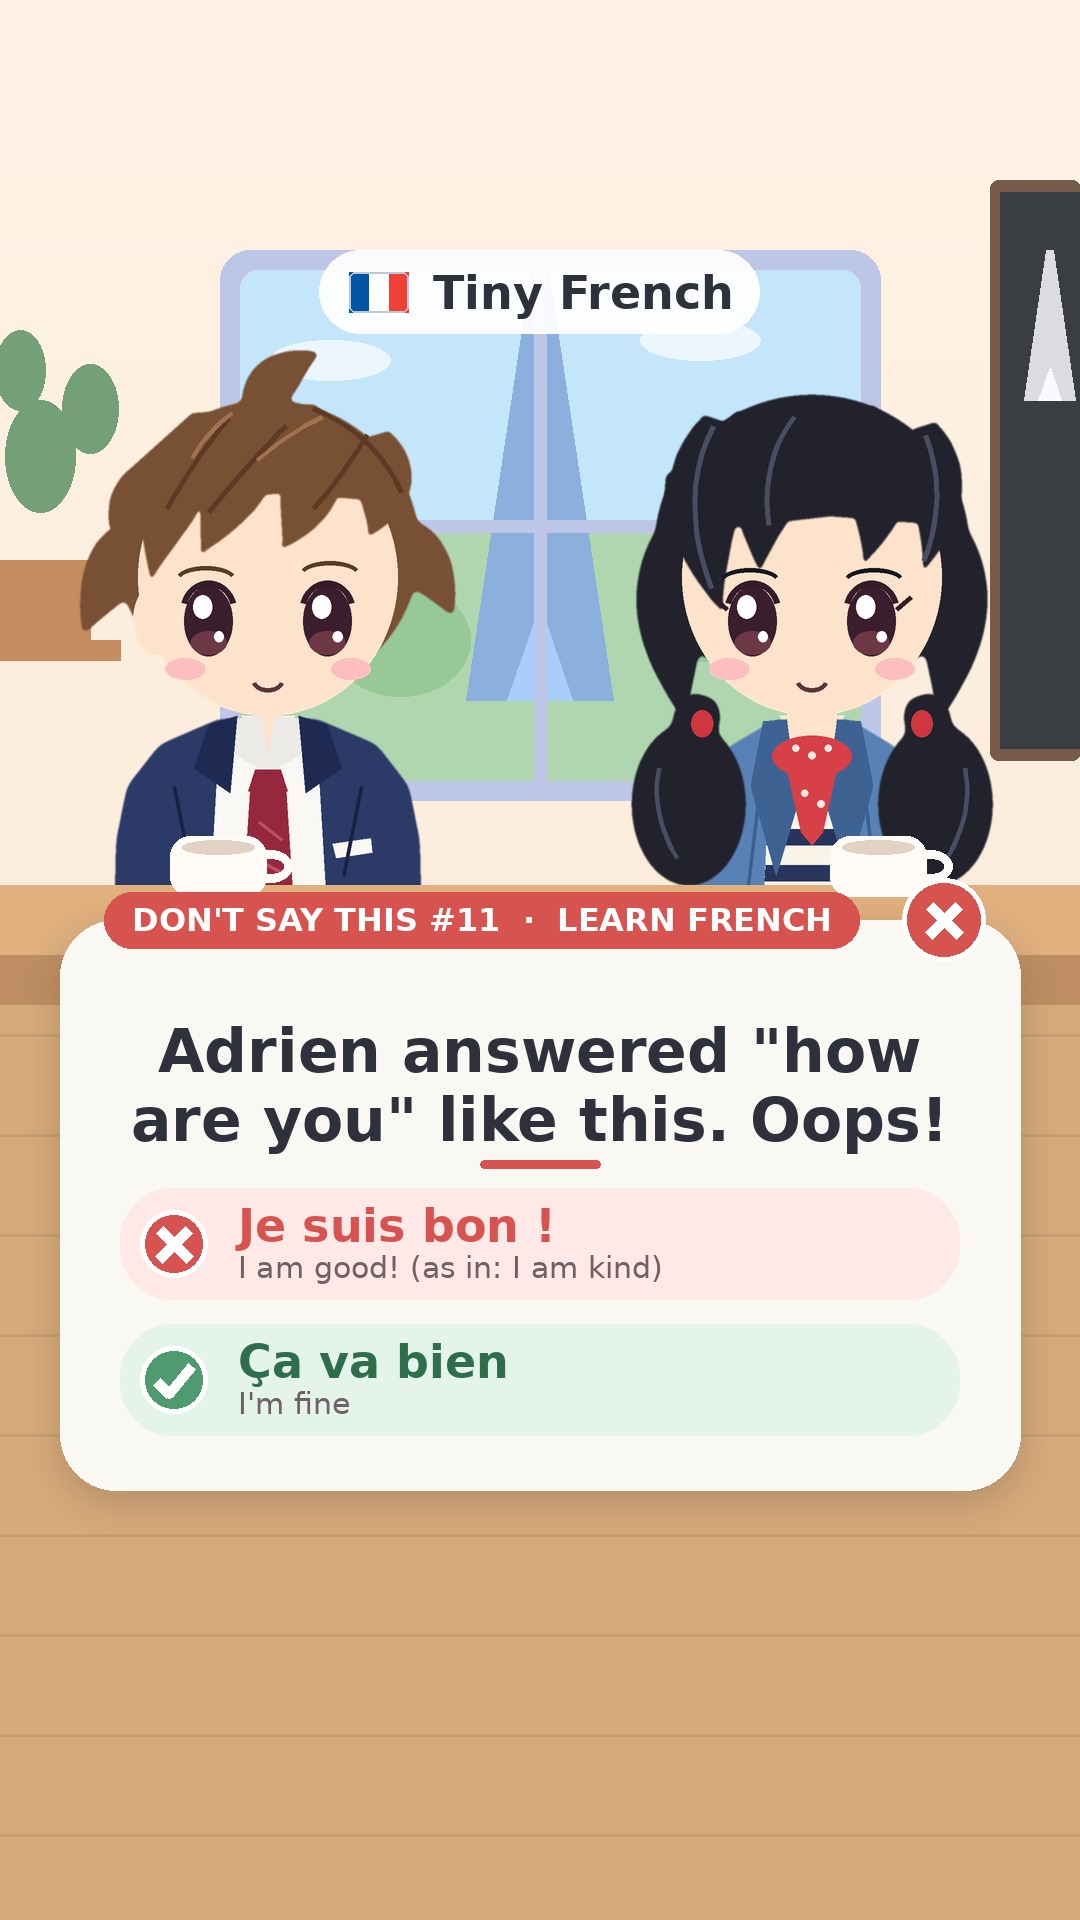 Tiny French
DON'T SAY THIS #11 · LEARN FRENCH
Adrien answered "how
are you" like this. Oops!
Je suis bon !
I am good! (as in: I am kind)
Ça va bien
I'm fine